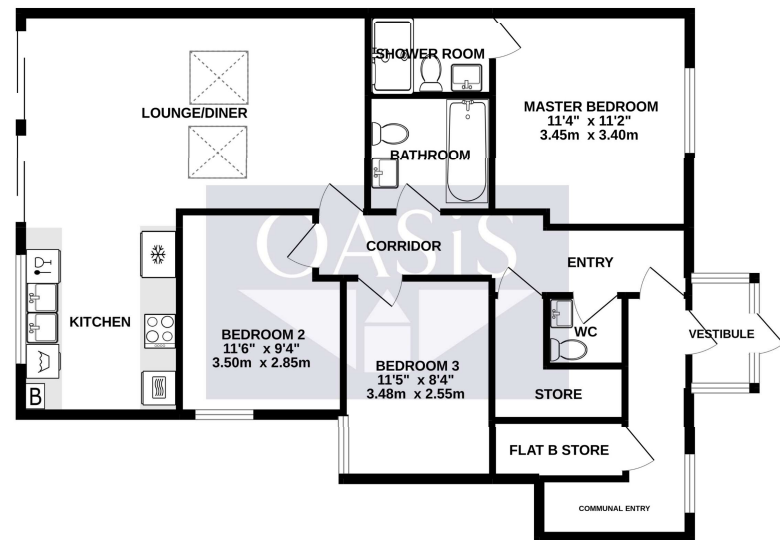 SHOWER ROOM
LOUNGE/DINER
MASTER BEDROOM
11'4" x 11'2"
3.45m x 3.40m
BATHROOM
OASiS
CORRIDOR
ENTRY
KITCHEN
BEDROOM 2
11'6" x 9'4"
3.50m x 2.85m
WC
VESTIBULE
BEDROOM 3
11'5" x 8'4"
3.48m x 2.55m
STORE
B
FLAT B STORE
COMMUNAL ENTRY